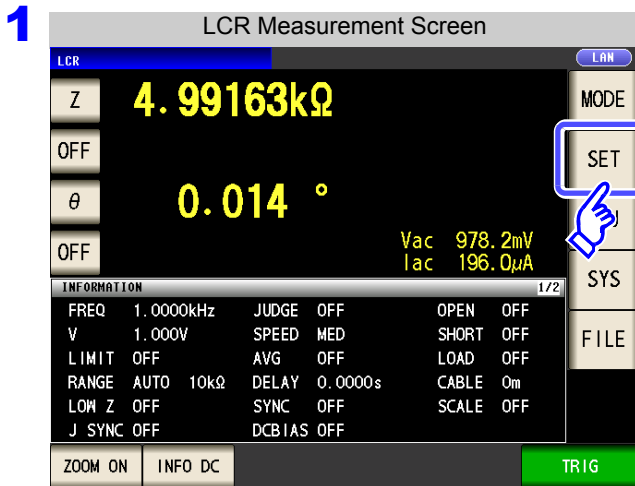 1
LCR Measurement Screen
LCR
LAN
Z 4.99163kΩ
MODE
OFF
SET
θ 0.014 °
OFF
Vac 978.2mV
Iac 196.0μA
SYS
INFORMATION 1/2
FREQ 1.0000kHz JUDGE OFF OPEN OFF
V 1.000V SPEED MED SHORT OFF
FILE
LIMIT OFF AVG OFF LOAD OFF
RANGE AUTO 10kΩ DELAY 0.0000s CABLE 0m
LOW Z OFF SYNC OFF SCALE OFF
J SYNC OFF DCBIAS OFF
ZOOM ON INFO DC TRIG